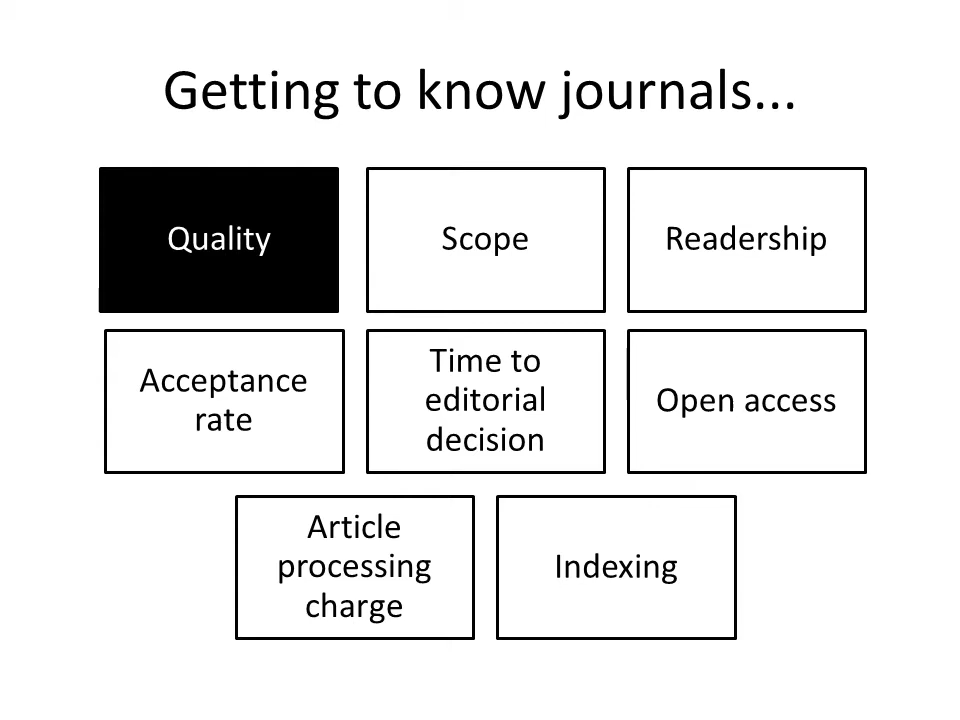 Getting to know journals...
Quality
Scope
Readership
Acceptance
rate
Time to
editorial
decision
Open access
Article
processing
charge
Indexing